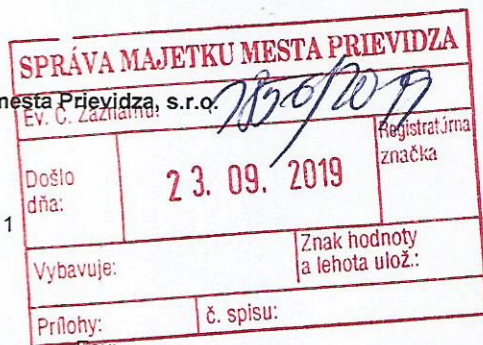 SPRÁVA MAJETKU MESTA PRIEVIDZA
mesta Prievidza, s.r.o.
Ev. č. záznamu:
Registratúrna
značka
Došlo
dňa:
23. 09. 2019
1
Vybavuje:
Znak hodnoty
a lehota ulož.:
Prílohy:
č. spisu: